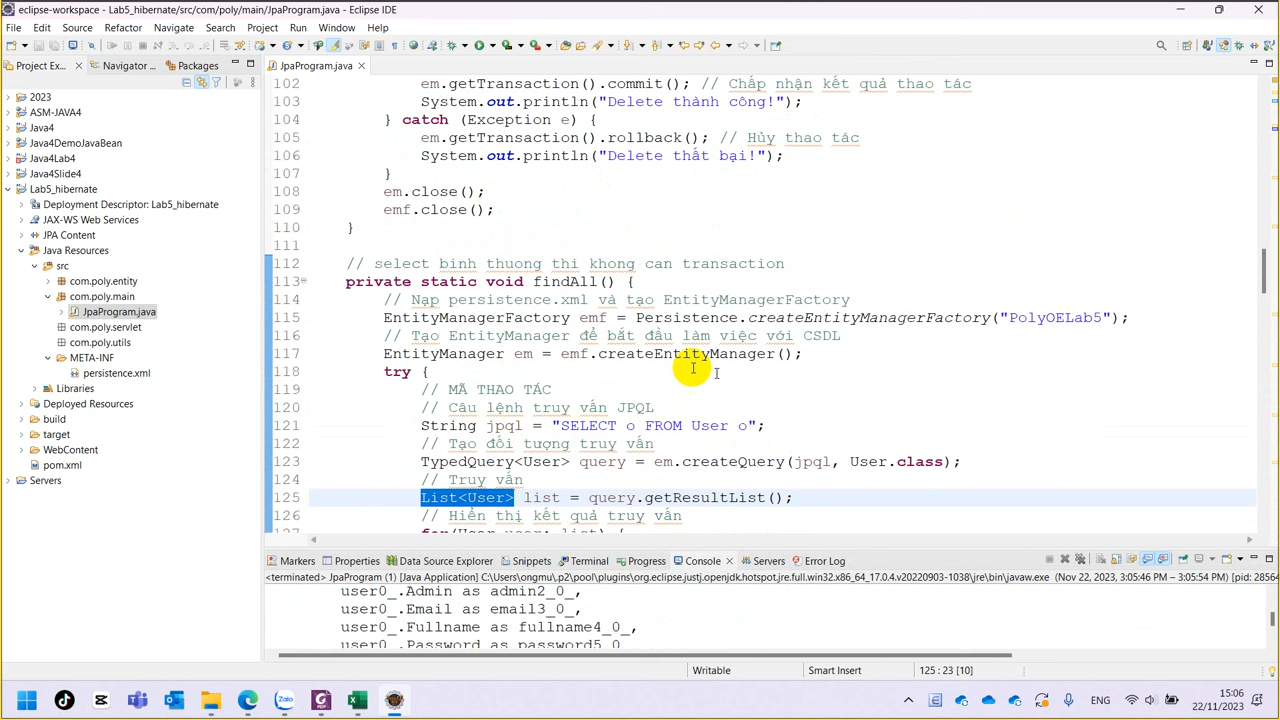 eclipse-workspace - Lab5_hibernate/src/com/poly/main/JpaProgram.java - Eclipse IDE
File Edit Source Refactor Navigate Search Project Run Window Help
Project Ex... Navigator ... Packages
JpaProgram.java
2023
ASM-JAVA4
Java4
Java4DemoJavaBean
Java4Lab4
Java4Slide4
Lab5_hibernate
Deployment Descriptor: Lab5_hibernate
JAX-WS Web Services
JPA Content
Java Resources
src
com.poly.entity
com.poly.main
JpaProgram.java
com.poly.servlet
com.poly.utils
META-INF
persistence.xml
Libraries
Deployed Resources
build
target
WebContent
pom.xml
Servers
102 em.getTransaction().commit(); // Chấp nhận kết quả thao tác
103 System.out.println("Delete thành công!");
104 } catch (Exception e) {
105 em.getTransaction().rollback(); // Hủy thao tác
106 System.out.println("Delete thất bại!");
107 }
108 em.close();
109 emf.close();
110 }
111
112 // select binh thuong thi khong can transaction
113 private static void findAll() {
114 // Nạp persistence.xml và tạo EntityManagerFactory
115 EntityManagerFactory emf = Persistence.createEntityManagerFactory("PolyOELab5");
116 // Tạo EntityManager để bắt đầu làm việc với CSDL
117 EntityManager em = emf.createEntityManager();
118 try {
119 // MÃ THAO TÁC
120 // Câu lệnh truy vấn JPQL
121 String jpql = "SELECT o FROM User o";
122 // Tạo đối tượng truy vấn
123 TypedQuery<User> query = em.createQuery(jpql, User.class);
124 // Truy vấn
125 List<User> list = query.getResultList();
126 // Hiển thị kết quả truy vấn
127 for(User user: list) {
Markers Properties Data Source Explorer Snippets Terminal Progress Console Servers Error Log
<terminated> JpaProgram (1) [Java Application] C:\Users\ongmu\.p2\pool\plugins\org.eclipse.justj.openjdk.hotspot.jre.full.win32.x86_64_17.0.4.v20220903-1038\jre\bin\javaw.exe (Nov 22, 2023, 3:05:46 PM – 3:05:54 PM) [pid: 28564
user0_.Admin as admin2_0_,
user0_.Email as email3_0_,
user0_.Fullname as fullname4_0_,
user0_.Password as password5_0_
Writable Smart Insert 125 : 23 [10]
Zalo
ENG
15:06
22/11/2023